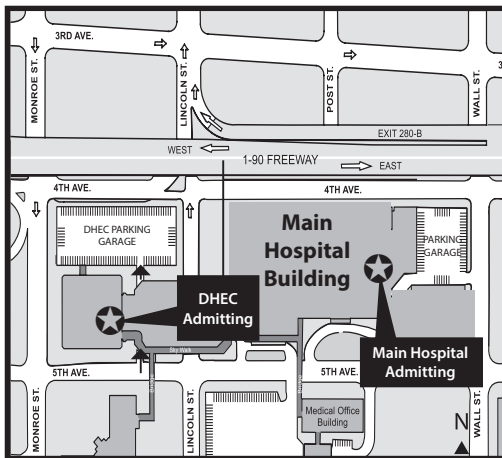 3RD AVE.
MONROE ST.
LINCOLN ST.
POST ST.
WALL ST.
EXIT 280-B
WEST
1-90 FREEWAY
EAST
4TH AVE.
4TH AVE.
DHEC PARKING
GARAGE
Main
Hospital
Building
PARKING
GARAGE
DHEC
Admitting
Sky Walk
Main Hospital
Admitting
5TH AVE.
5TH AVE.
MONROE ST.
LINCOLN ST.
Medical Office
Building
WALL ST.
N